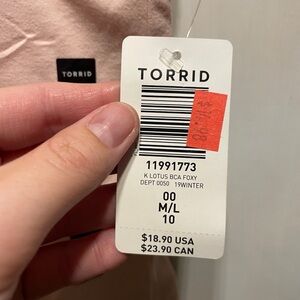 TORRID
TORRID
11991773
K LOTUS BCA FOXY
DEPT 0050 19WINTER
00
M/L
10
$18.90 USA
$23.90 CAN